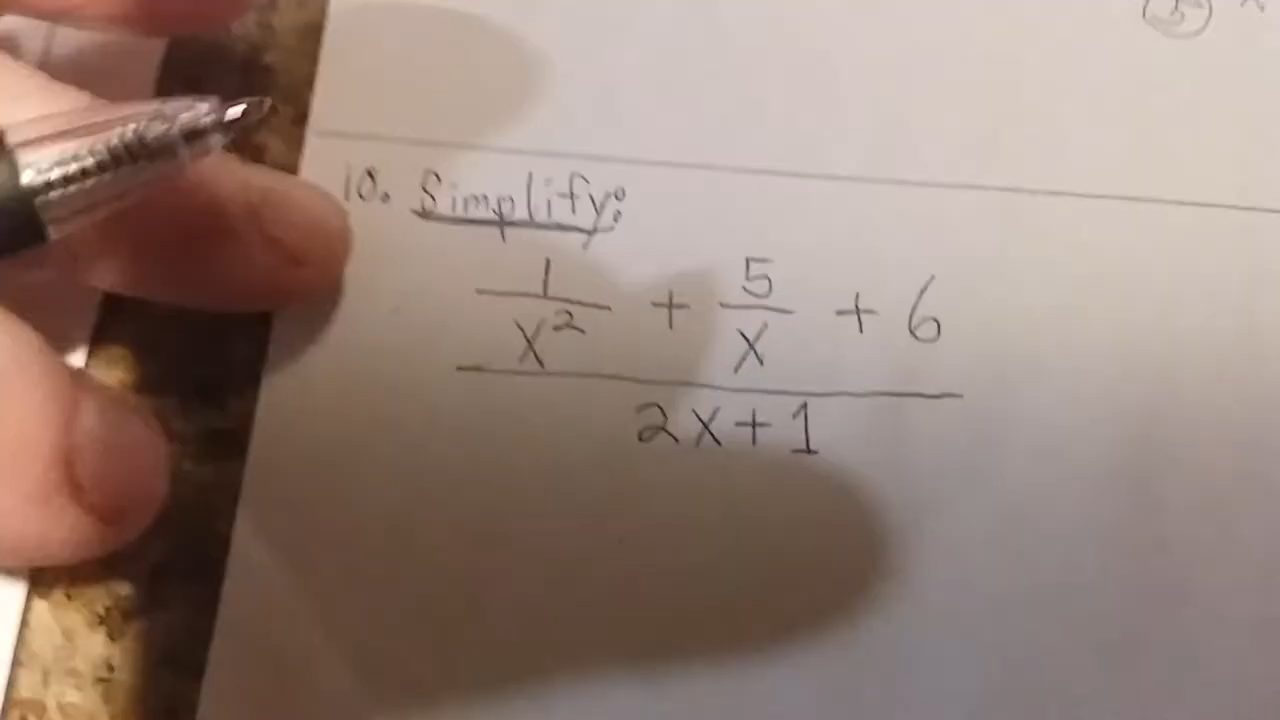 10. Simplify:
1/x² + 5/x + 6
2x+1